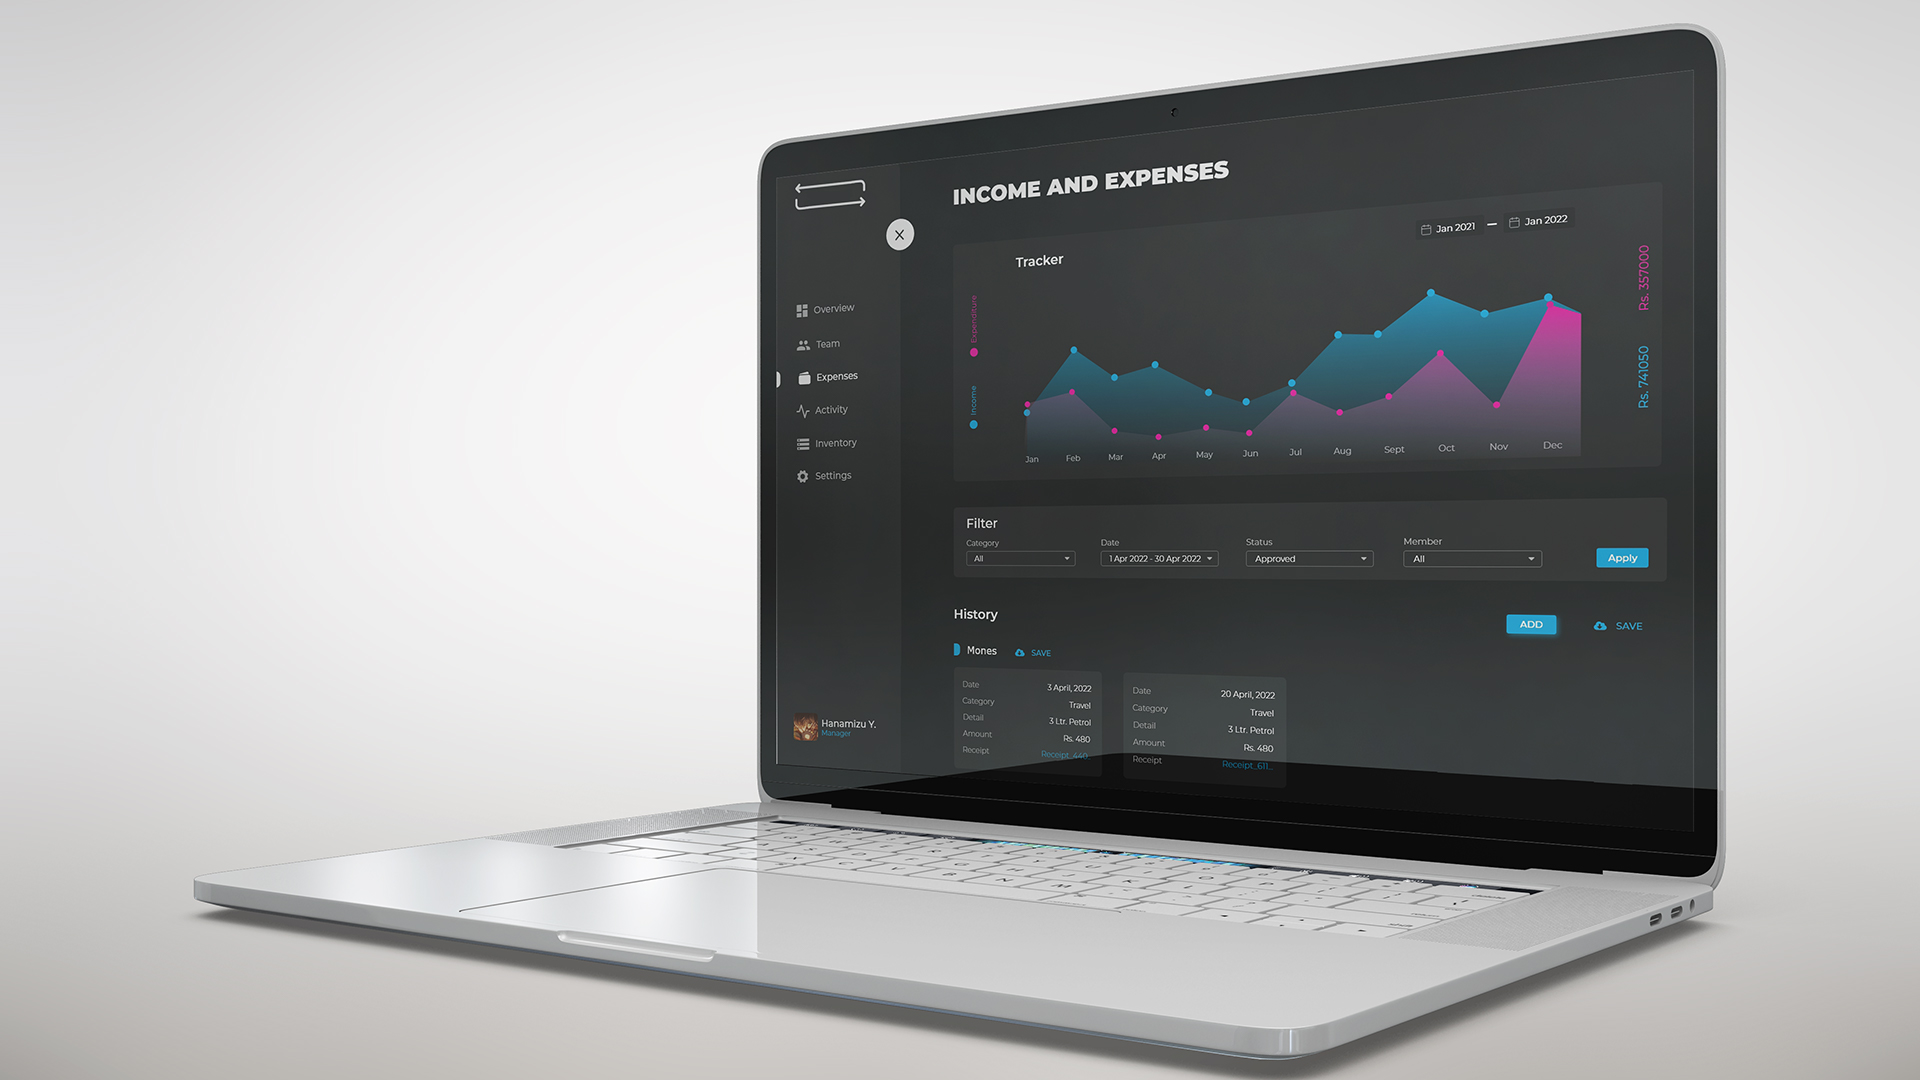 INCOME AND EXPENSES
X
Jan 2021 — Jan 2022
Tracker
Expenditure
Income
Rs. 357000
Rs. 741050
Jan Feb Mar Apr May Jun Jul Aug Sept Oct Nov Dec
Overview
Team
Expenses
Activity
Inventory
Settings
Hanamizu Y.
Manager
Filter
Category
All
Date
1 Apr 2022 - 30 Apr 2022
Status
Approved
Member
All
Apply
History
ADD
SAVE
Mones
SAVE
Date 3 April, 2022
Category Travel
Detail 3 Ltr. Petrol
Amount Rs. 480
Receipt Receipt_440...
Date 20 April, 2022
Category Travel
Detail 3 Ltr. Petrol
Amount Rs. 480
Receipt Receipt_611...